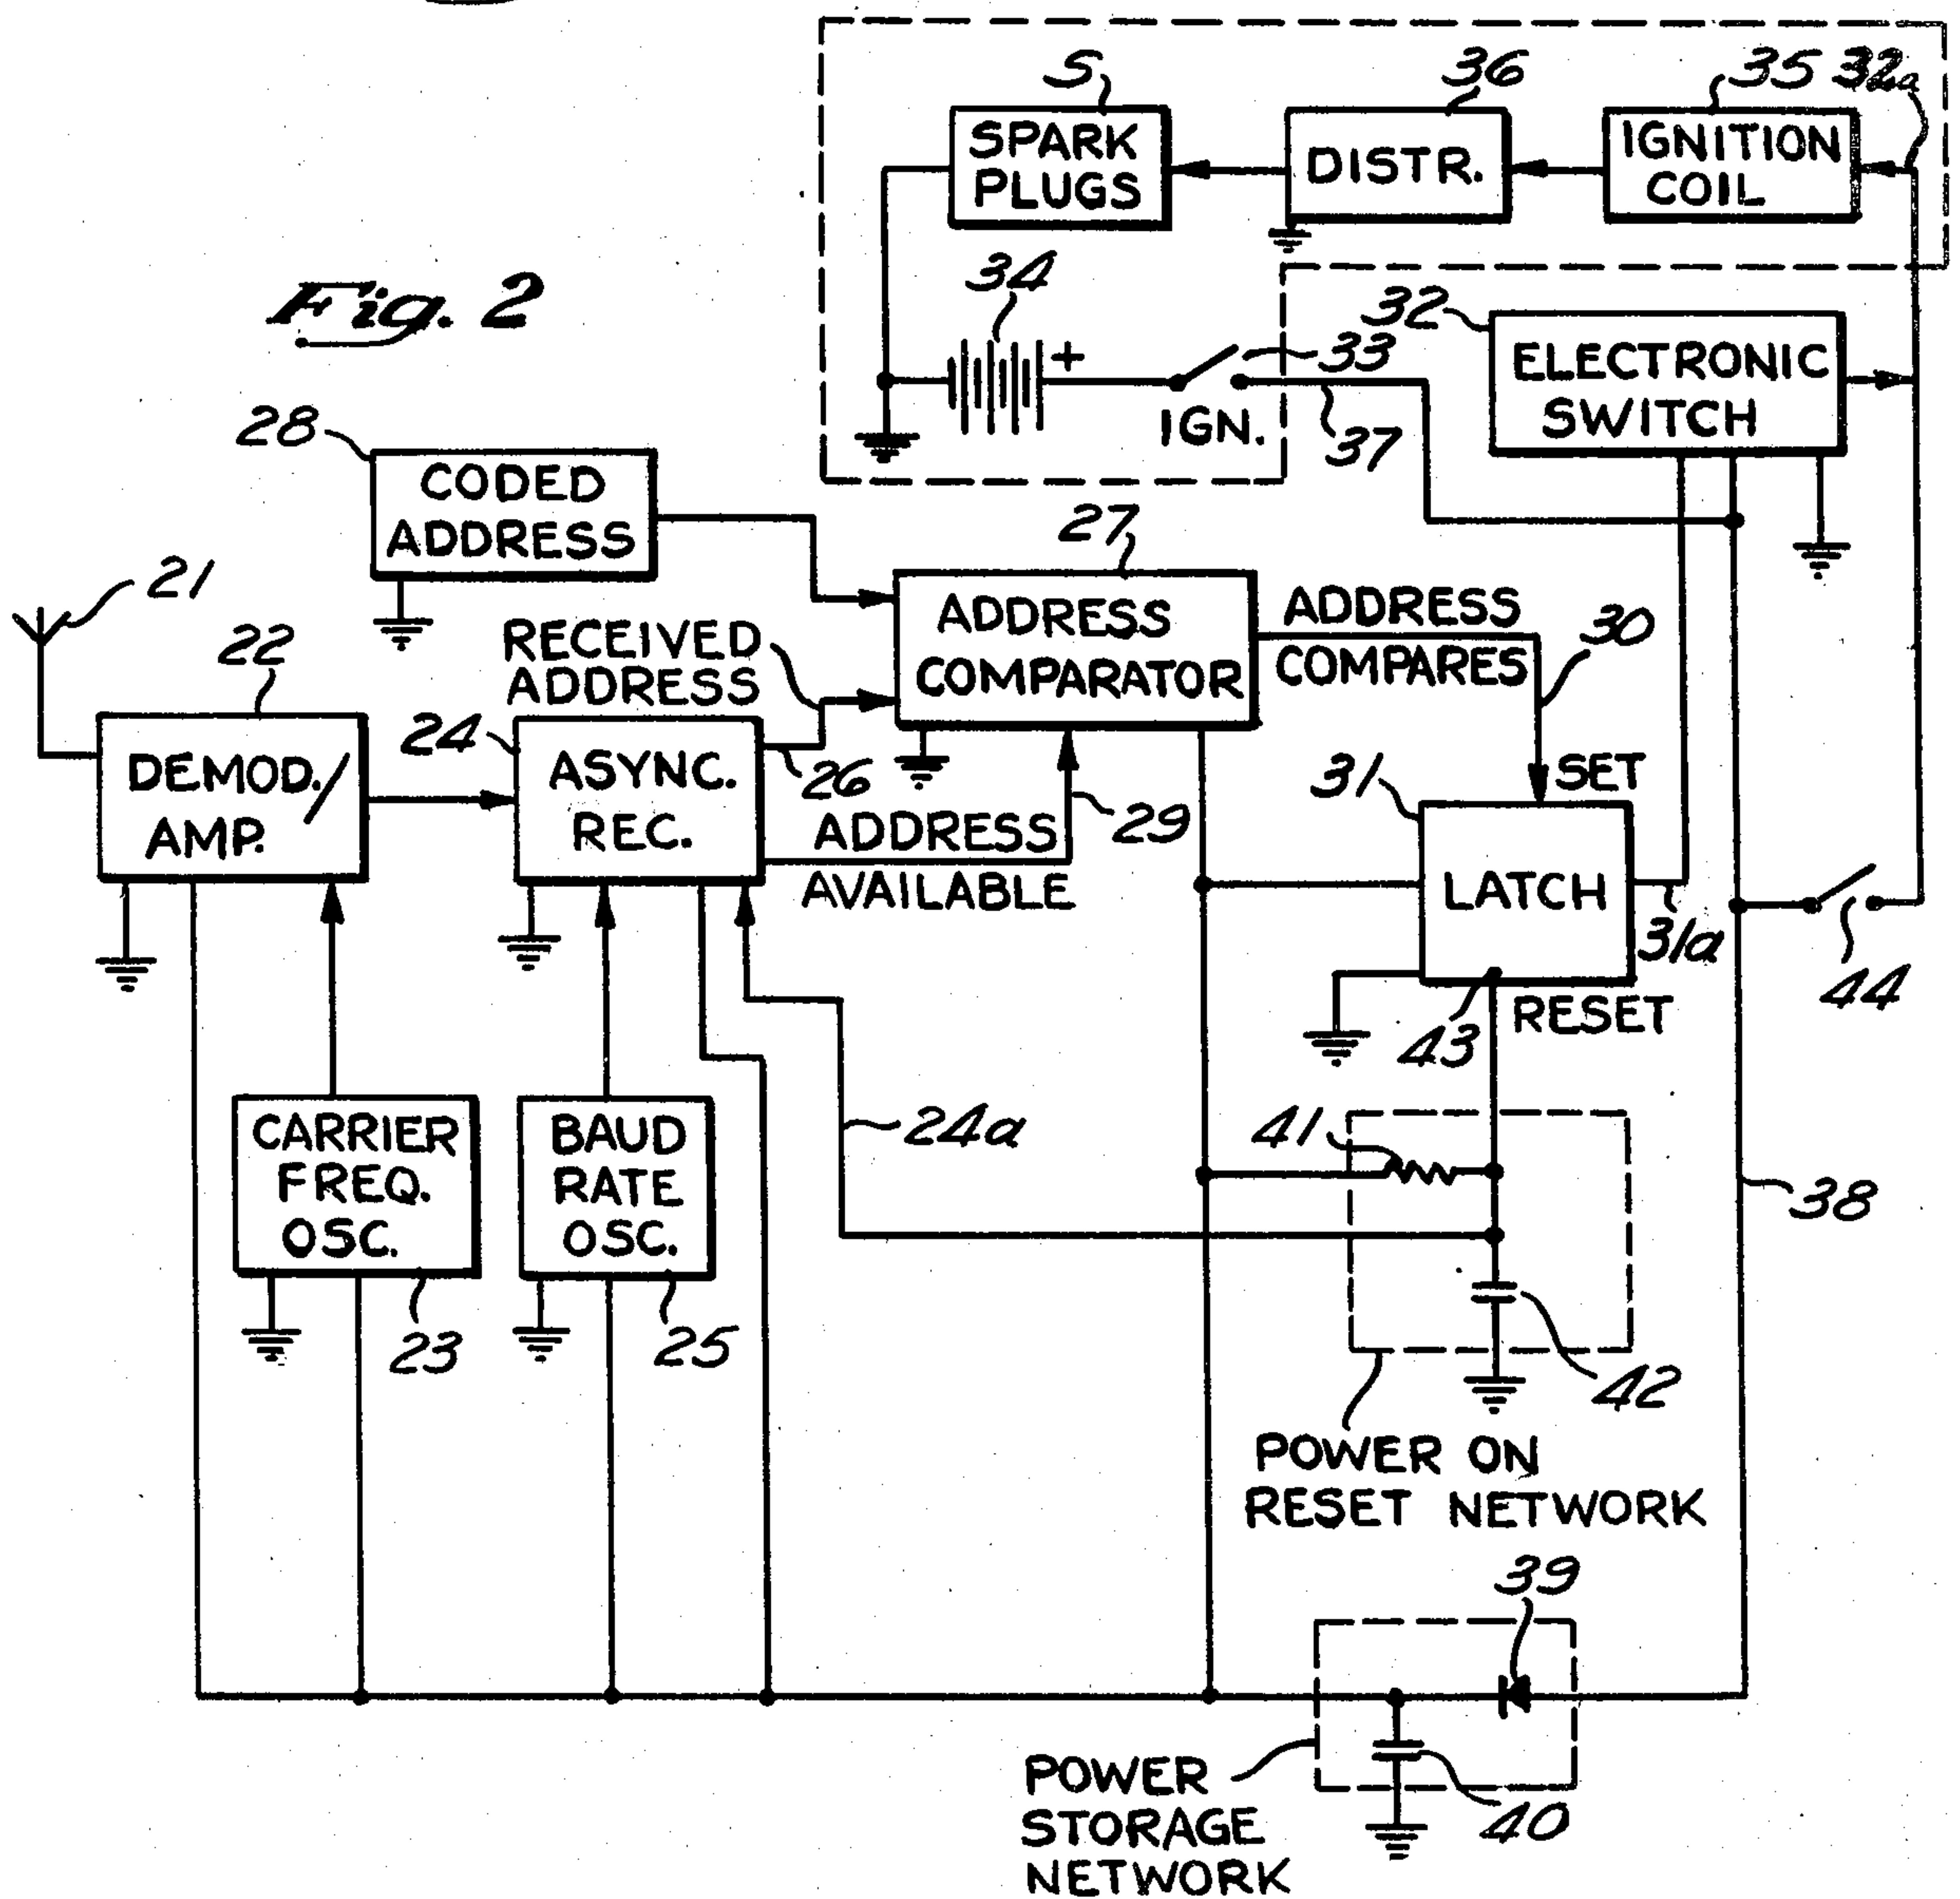 Fig. 2
S
36
35
32a
SPARK
PLUGS
DISTR.
IGNITION
COIL
34
+
33
IGN.
37
32
ELECTRONIC
SWITCH
28
CODED
ADDRESS
21
22
DEMOD./
AMP.
RECEIVED
ADDRESS
24
ASYNC.
REC.
26
27
ADDRESS
COMPARATOR
ADDRESS
COMPARES
30
29
ADDRESS
AVAILABLE
31
SET
LATCH
31a
44
43
RESET
CARRIER
FREQ.
OSC.
23
BAUD
RATE
OSC.
25
24a
41
38
42
POWER ON
RESET NETWORK
39
POWER
STORAGE
NETWORK
40